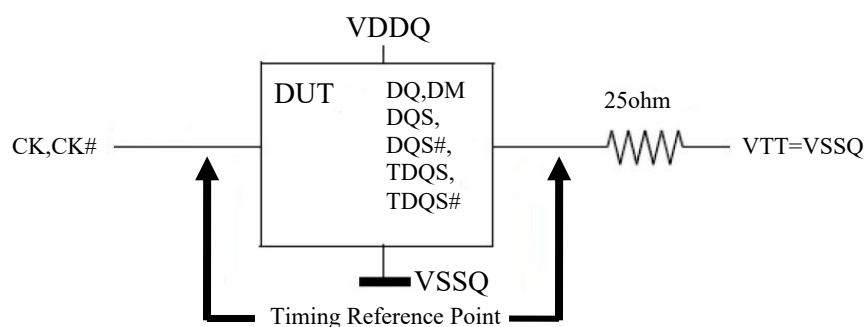 VDDQ
DUT
DQ,DM
DQS,
DQS#,
TDQS,
TDQS#
25ohm
CK,CK#
VTT=VSSQ
VSSQ
Timing Reference Point